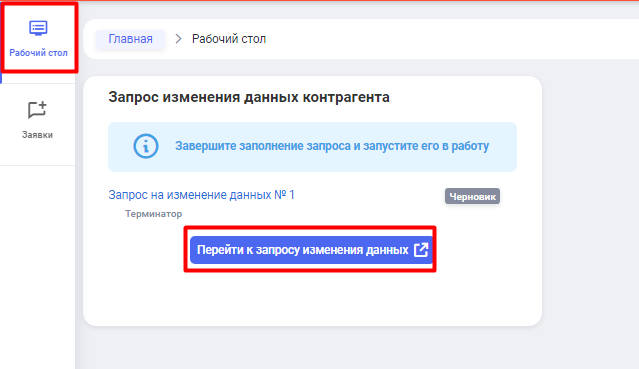 Рабочий стол
Заявки
Главная > Рабочий стол
Запрос изменения данных контрагента
Завершите заполнение запроса и запустите его в работу
Запрос на изменение данных № 1 Черновик
Терминатор
Перейти к запросу изменения данных